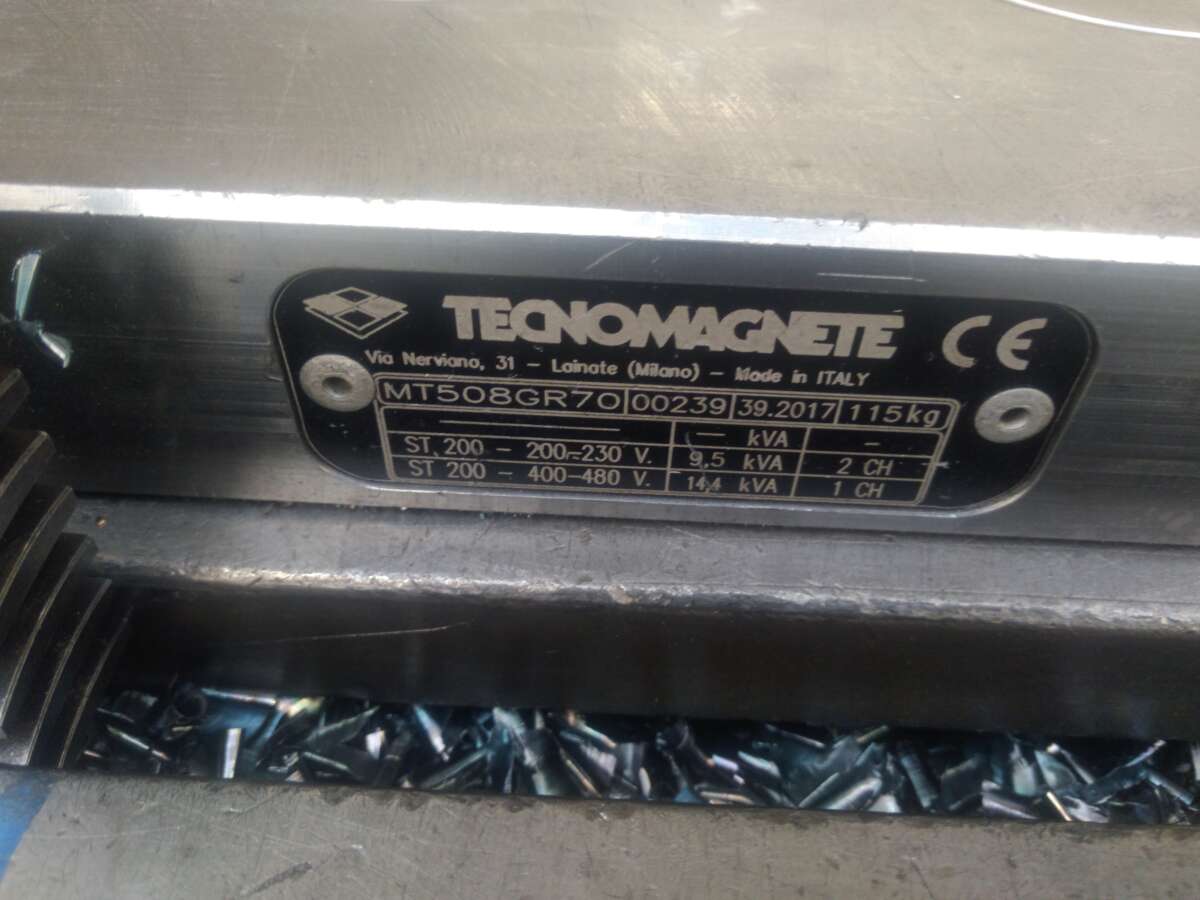 TECNOMAGNETE CE
Via Nerviano, 31 - Lainate (Milano) - Made in ITALY
MT508GR70 00239 39.2017 115kg
— — kVA -
ST 200 - 200-230 V. 9,5 kVA 2 CH
ST 200 - 400-480 V. 14,4 kVA 1 CH